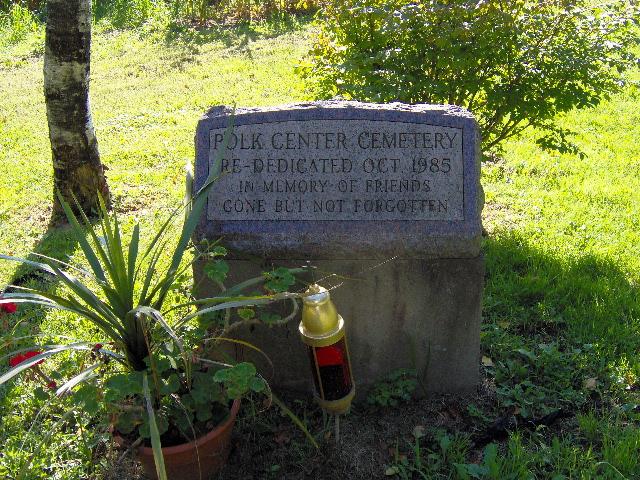 POLK CENTER CEMETERY
RE-DEDICATED OCT. 1985
IN MEMORY OF FRIENDS
GONE BUT NOT FORGOTTEN